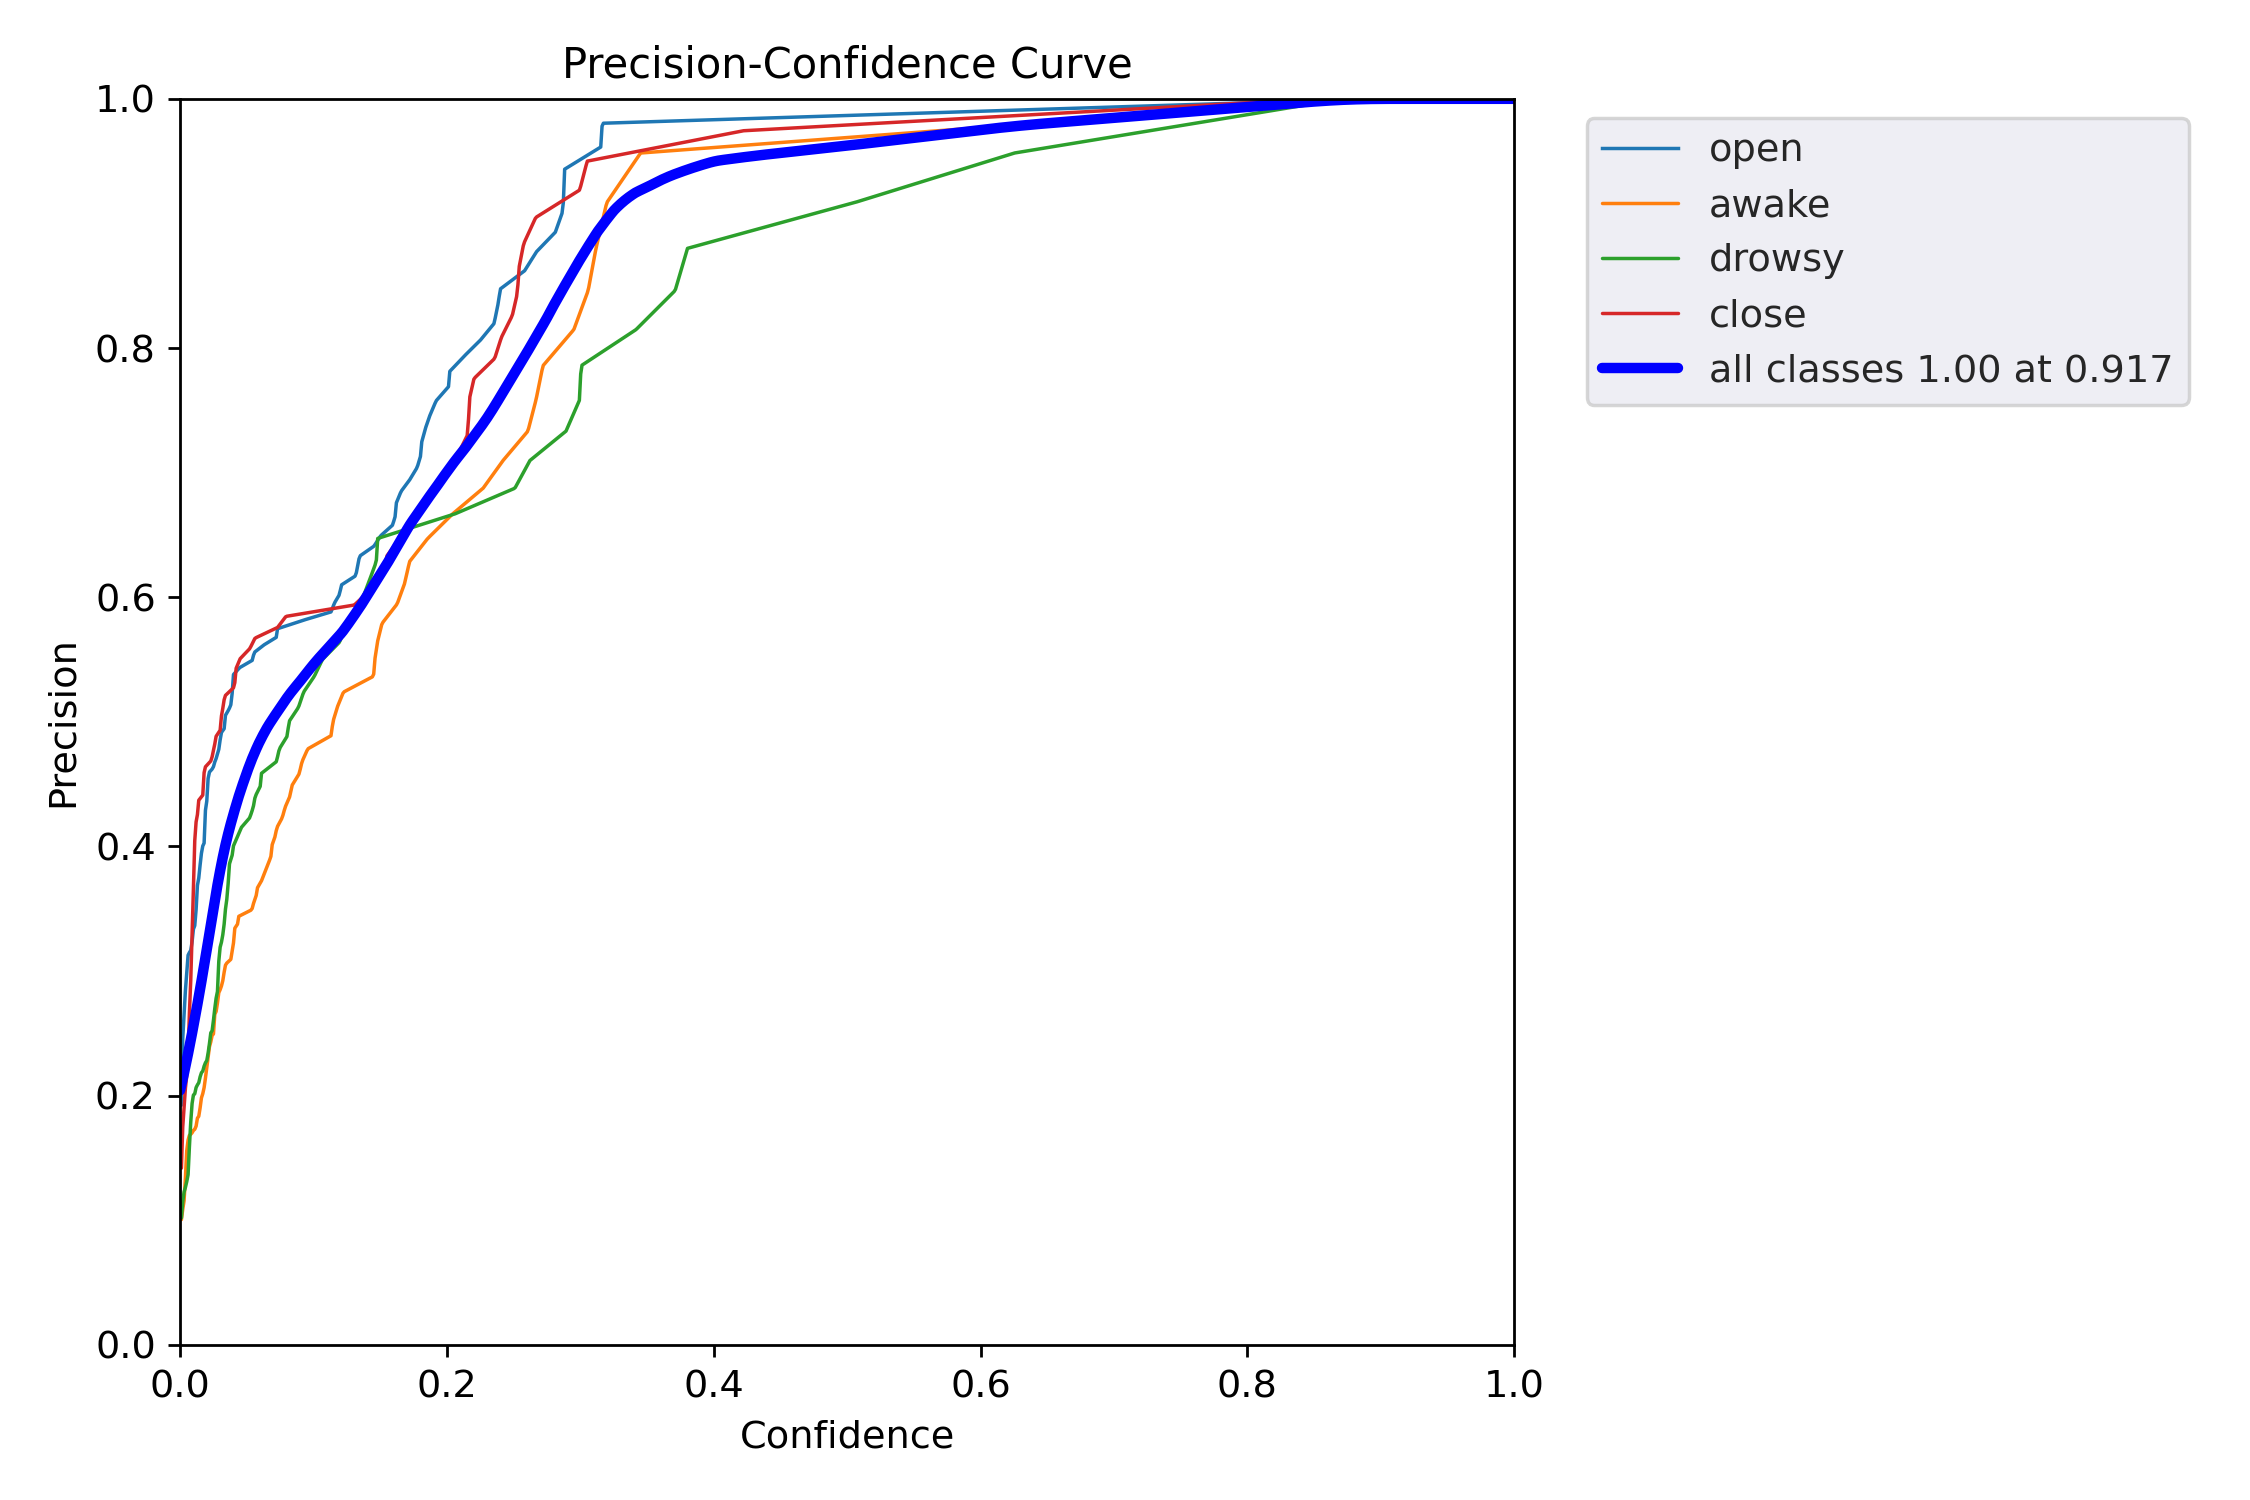 Precision-Confidence Curve
1.0
0.8
0.6
0.4
0.2
0.0
Precision
0.0 0.2 0.4 0.6 0.8 1.0
Confidence
open
awake
drowsy
close
all classes 1.00 at 0.917